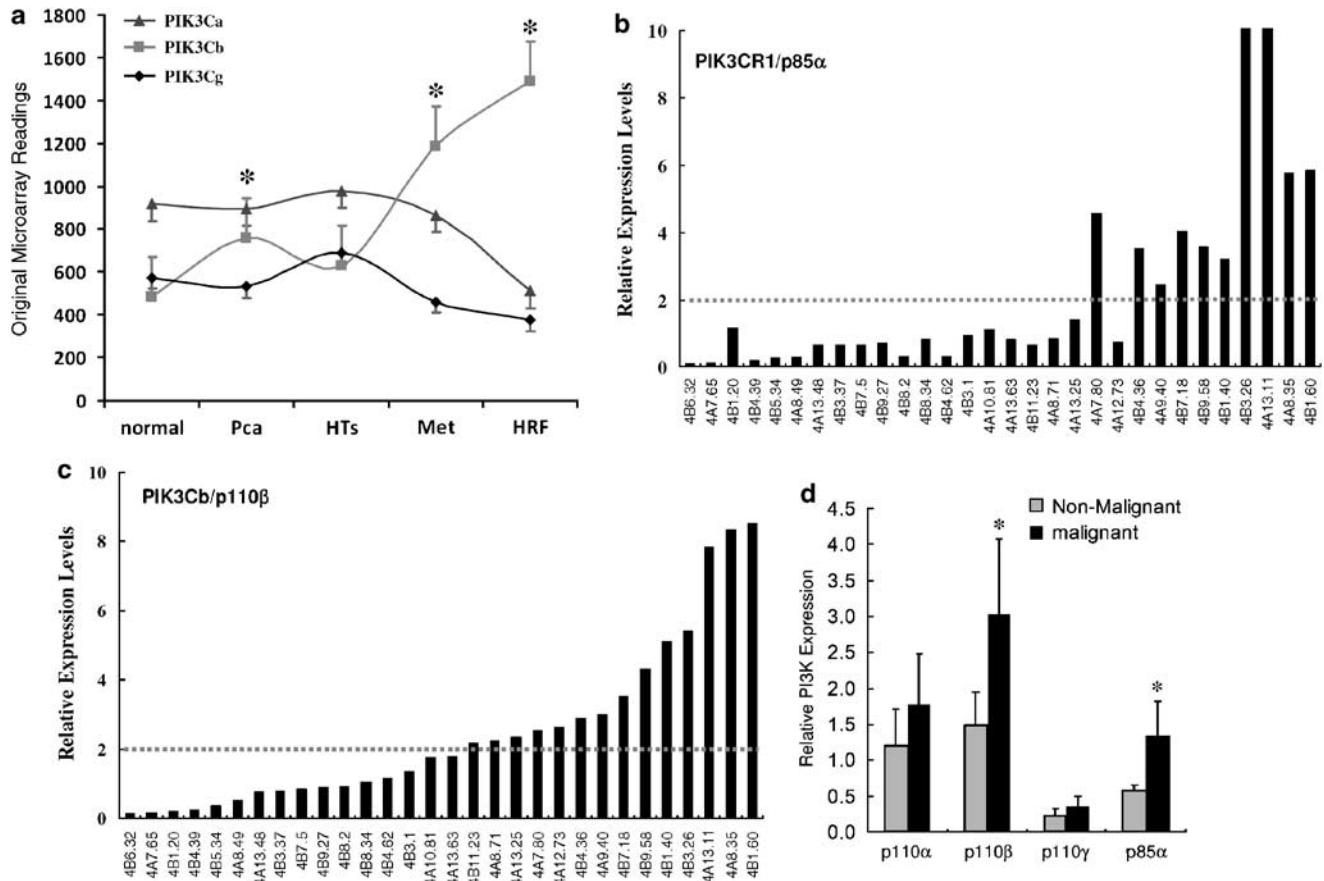 a
1800
1600
1400
1200
1000
800
600
400
200
0
Original Microarray Readings
PIK3Ca
PIK3Cb
PIK3Cg
*
*
*
normal Pca HTs Met HRF
b
PIK3CR1/p85α
Relative Expression Levels
10
8
6
4
2
0
4B6.32
4A7.65
4B1.20
4B4.39
4B5.34
4A8.49
4A13.48
4B3.37
4B7.5
4B9.27
4B8.2
4B8.34
4B4.62
4B3.1
4A10.81
4A13.63
4B11.23
4A8.71
4A13.25
4A7.80
4A12.73
4B4.36
4A9.40
4B7.18
4B9.58
4B1.40
4B3.26
4A13.11
4A8.35
4B1.60
c
PIK3Cb/p110β
Relative Expression Levels
10
8
6
4
2
0
4B6.32
4A7.65
4B1.20
4B4.39
4B5.34
4A8.49
4A13.48
4B3.37
4B7.5
4B9.27
4B8.2
4B8.34
4B4.62
4B3.1
4A10.81
4A13.63
4B11.23
4A8.71
4A13.25
4A7.80
4A12.73
4B4.36
4A9.40
4B7.18
4B9.58
4B1.40
4B3.26
4A13.11
4A8.35
4B1.60
d
Non-Malignant
malignant
Relative PI3K Expression
4.5
4.0
3.5
3.0
2.5
2.0
1.5
1.0
0.5
0.0
*
*
p110α p110β p110γ p85α